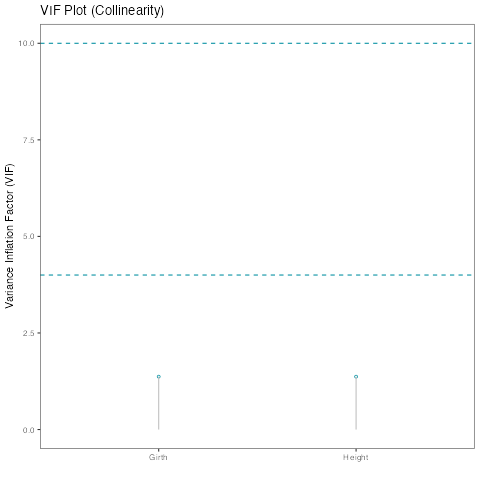 VIF Plot (Collinearity)
Variance Inflation Factor (VIF)
10.0
7.5
5.0
2.5
0.0
Girth
Height